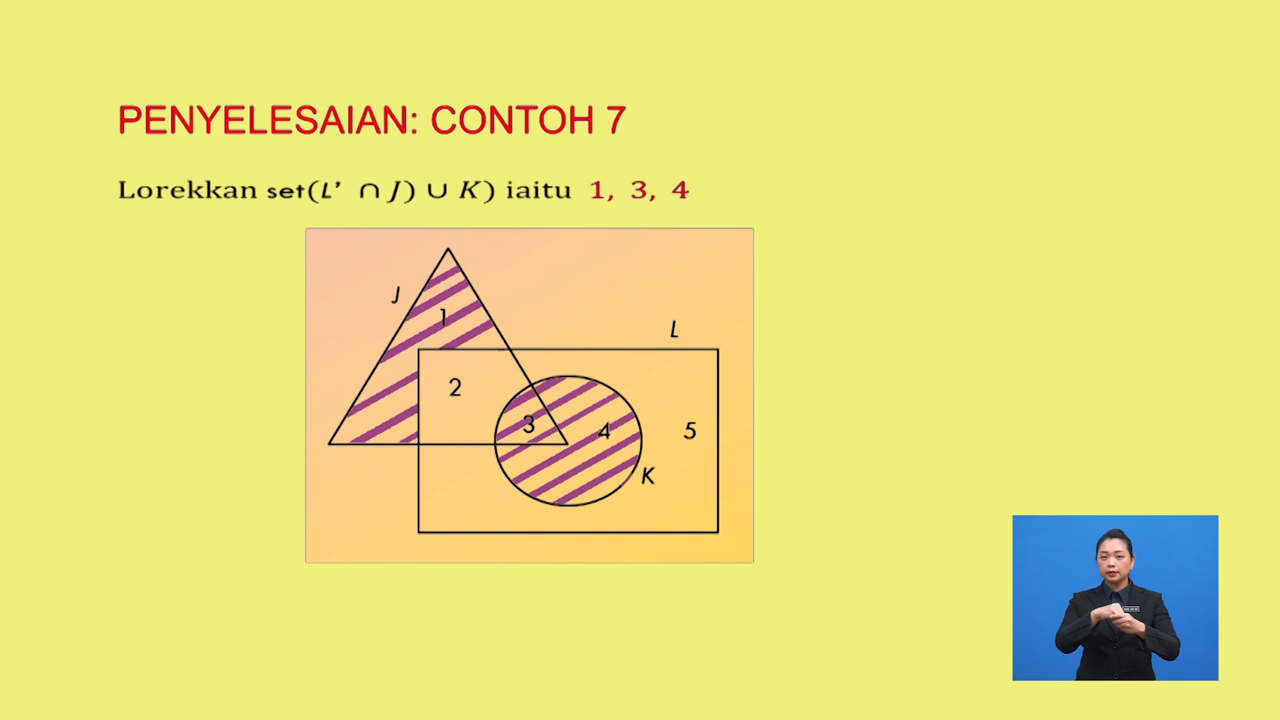 PENYELESAIAN: CONTOH 7
Lorekkan set(L' ∩ J) ∪ K) iaitu 1, 3, 4
J
1
L
2
3
4
5
K